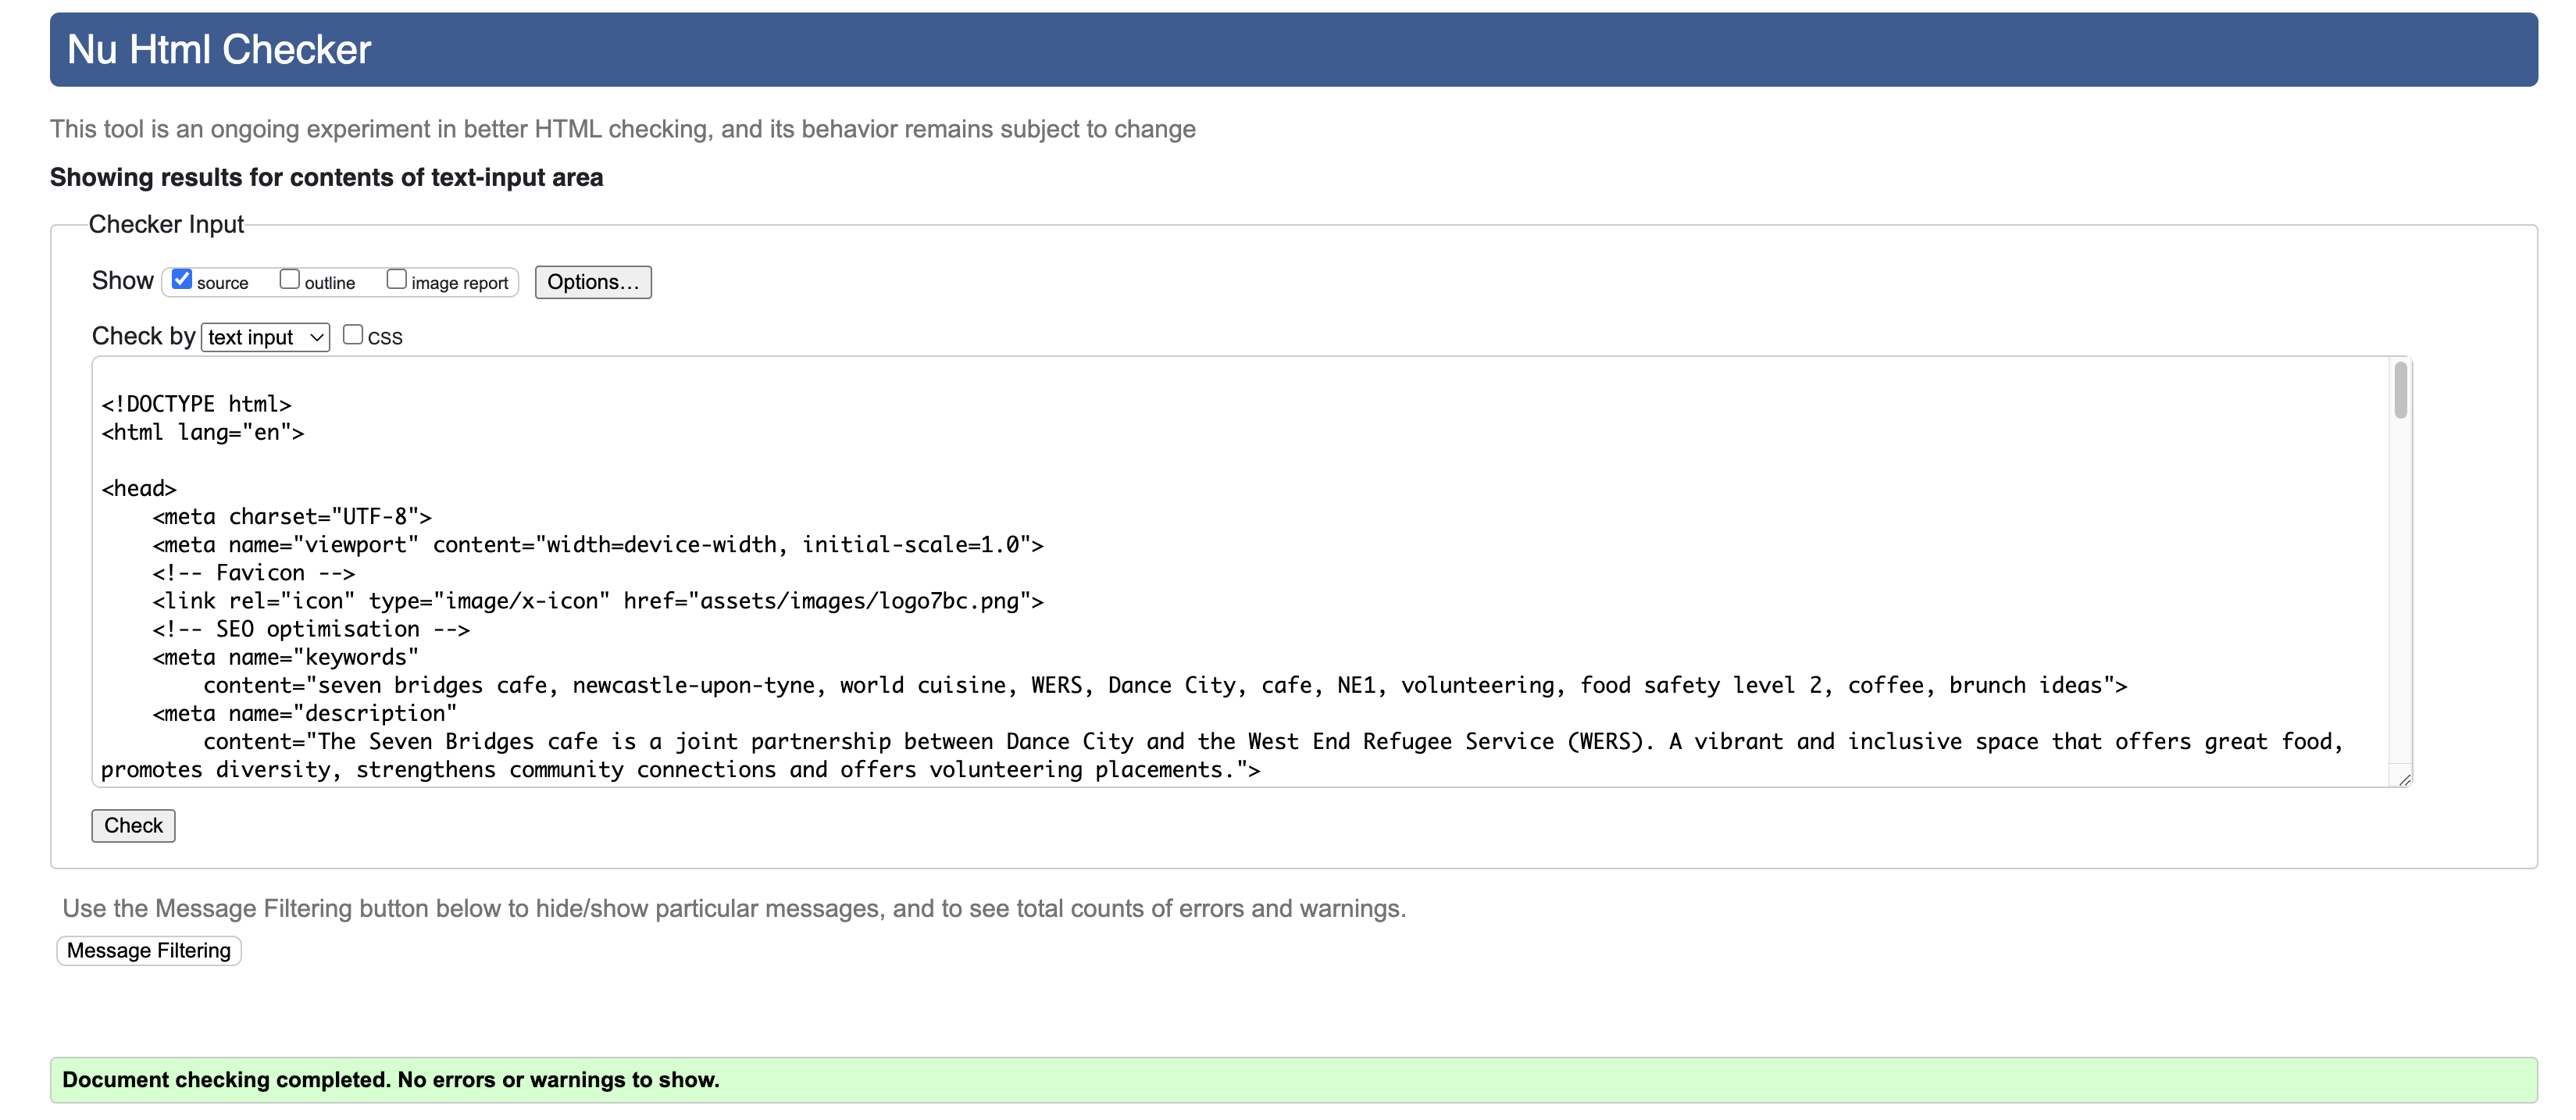 Nu Html Checker
This tool is an ongoing experiment in better HTML checking, and its behavior remains subject to change
Showing results for contents of text-input area
Checker Input
Show source outline image report Options...
Check by text input CSS
<!DOCTYPE html>
<html lang="en">
<head>
<meta charset="UTF-8">
<meta name="viewport" content="width=device-width, initial-scale=1.0">
<!-- Favicon -->
<link rel="icon" type="image/x-icon" href="assets/images/logo7bc.png">
<!-- SEO optimisation -->
<meta name="keywords"
content="seven bridges cafe, newcastle-upon-tyne, world cuisine, WERS, Dance City, cafe, NE1, volunteering, food safety level 2, coffee, brunch ideas">
<meta name="description"
content="The Seven Bridges cafe is a joint partnership between Dance City and the West End Refugee Service (WERS). A vibrant and inclusive space that offers great food,
promotes diversity, strengthens community connections and offers volunteering placements.">
Check
Use the Message Filtering button below to hide/show particular messages, and to see total counts of errors and warnings.
Message Filtering
Document checking completed. No errors or warnings to show.